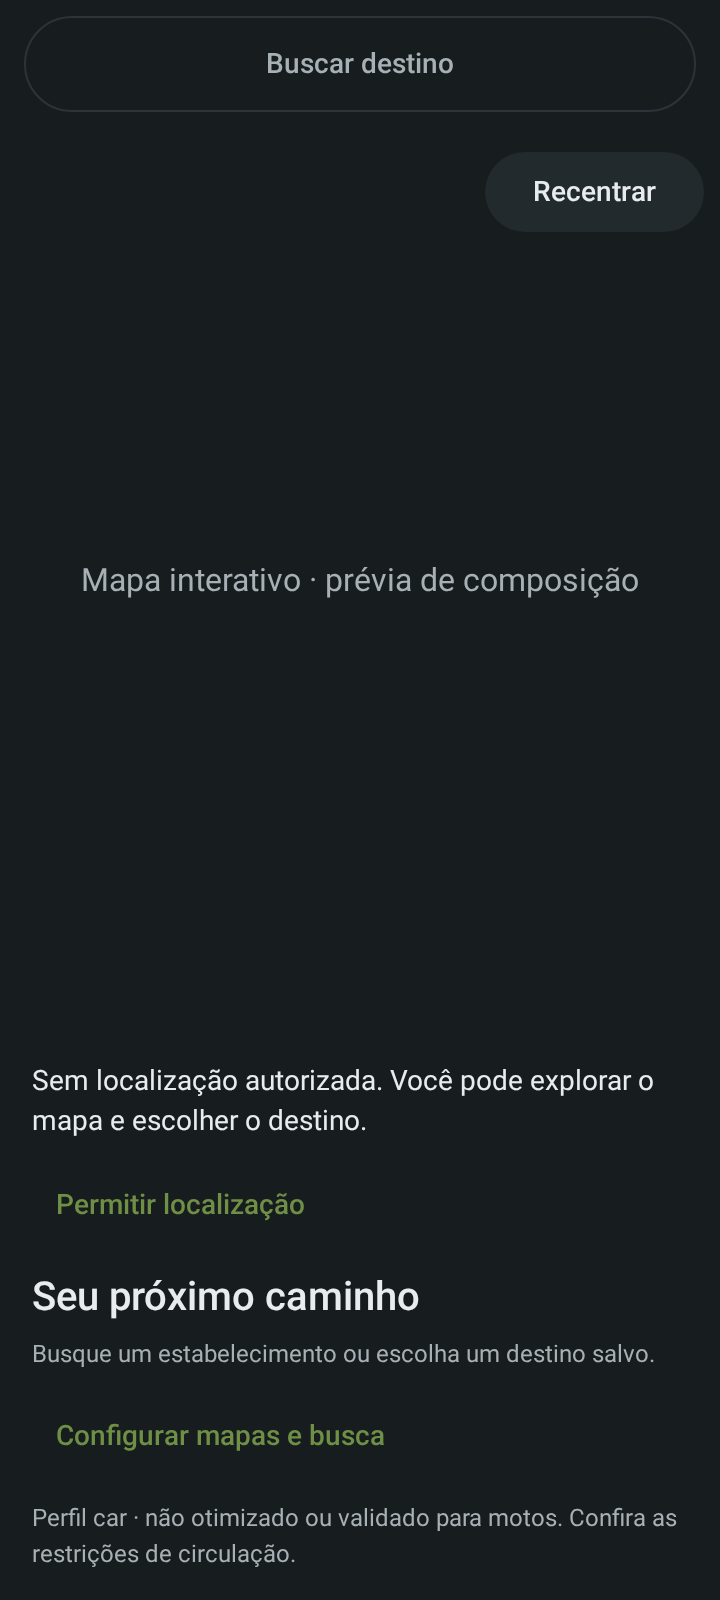 Buscar destino
Recentrar
Mapa interativo · prévia de composição
Sem localização autorizada. Você pode explorar o
mapa e escolher o destino.
Permitir localização
Seu próximo caminho
Busque um estabelecimento ou escolha um destino salvo.
Configurar mapas e busca
Perfil car · não otimizado ou validado para motos. Confira as
restrições de circulação.